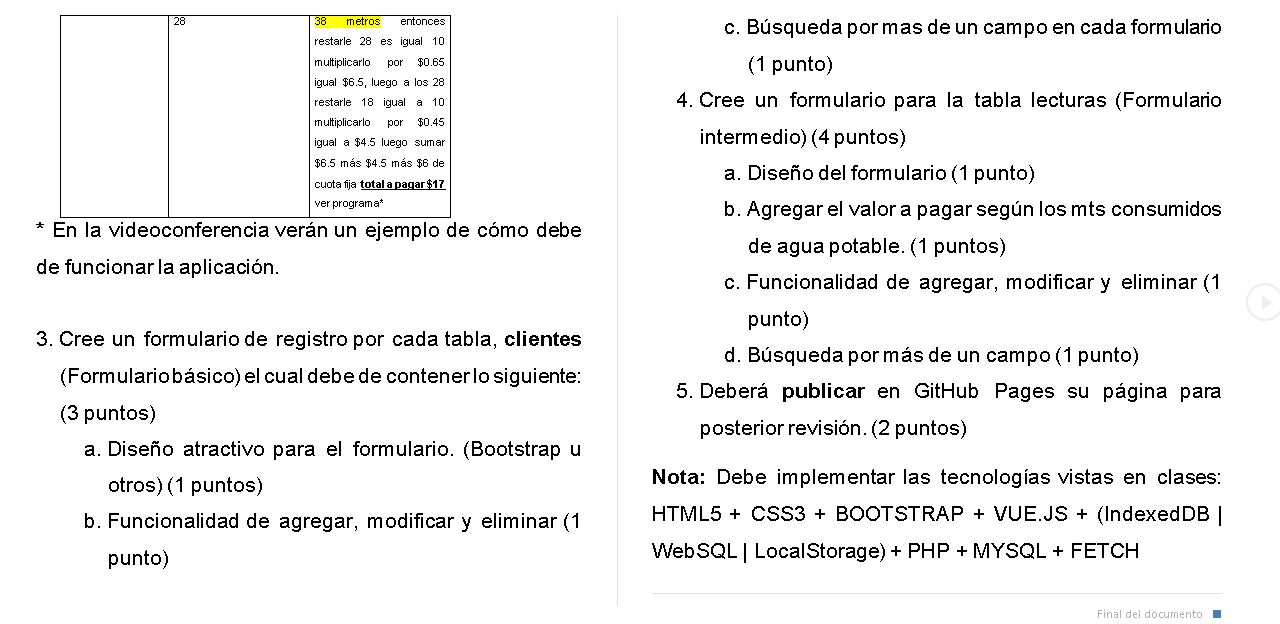 28
38 metros entonces
restarle 28 es igual 10
multiplicarlo por $0.65
igual $6.5, luego a los 28
restarle 18 igual a 10
multiplicarlo por $0.45
igual a $4.5 luego sumar
$6.5 más $4.5 más $6 de
cuota fija total a pagar $17
ver programa*
* En la videoconferencia verán un ejemplo de cómo debe
de funcionar la aplicación.
3. Cree un formulario de registro por cada tabla, clientes
(Formulario básico) el cual debe de contener lo siguiente:
(3 puntos)
a. Diseño atractivo para el formulario. (Bootstrap u
otros) (1 puntos)
b. Funcionalidad de agregar, modificar y eliminar (1
punto)
c. Búsqueda por mas de un campo en cada formulario
(1 punto)
4. Cree un formulario para la tabla lecturas (Formulario
intermedio) (4 puntos)
a. Diseño del formulario (1 punto)
b. Agregar el valor a pagar según los mts consumidos
de agua potable. (1 puntos)
c. Funcionalidad de agregar, modificar y eliminar (1
punto)
d. Búsqueda por más de un campo (1 punto)
5. Deberá publicar en GitHub Pages su página para
posterior revisión. (2 puntos)
Nota: Debe implementar las tecnologías vistas en clases:
HTML5 + CSS3 + BOOTSTRAP + VUE.JS + (IndexedDB |
WebSQL | LocalStorage) + PHP + MYSQL + FETCH
Final del documento